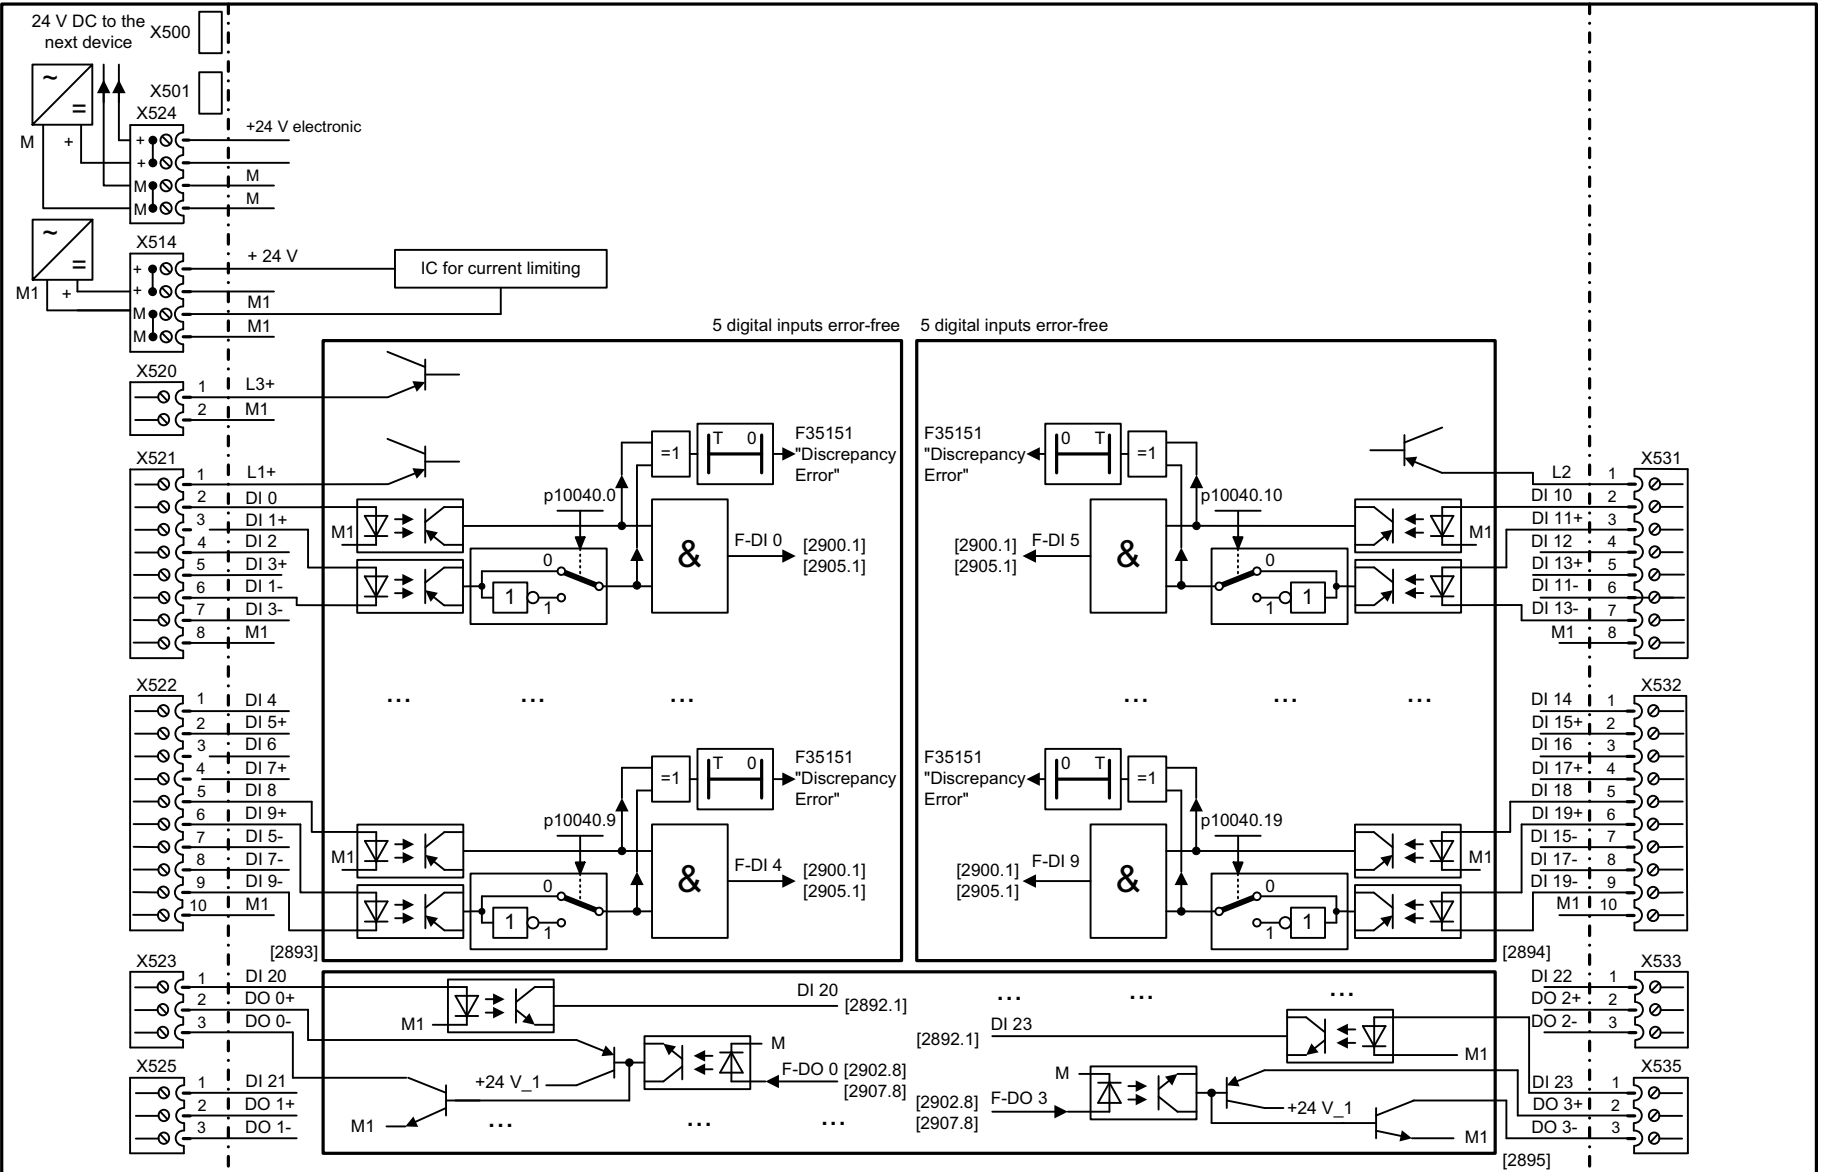 24 V DC to the
next device
X500
X501
~
=
M
+
X524
+
+
M
M
+24 V electronic
M
M
~
=
M1
+
X514
+
+
M
M
+ 24 V
M1
M1
IC for current limiting
X520
1 L3+
2 M1
X521
1 L1+
2 DI 0
3 DI 1+
4 DI 2
5 DI 3+
6 DI 1-
7 DI 3-
8 M1
X522
1 DI 4
2 DI 5+
3 DI 6
4 DI 7+
5 DI 8
6 DI 9+
7 DI 5-
8 DI 7-
9 DI 9-
10 M1
X523
1 DI 20
2 DO 0+
3 DO 0-
X525
1 DI 21
2 DO 1+
3 DO 1-
5 digital inputs error-free
=1
T 0
F35151
"Discrepancy
Error"
p10040.0
M1
0
1
1
&
F-DI 0
[2900.1]
[2905.1]
... ... ...
=1
T 0
F35151
"Discrepancy
Error"
p10040.9
M1
0
1
1
&
F-DI 4
[2900.1]
[2905.1]
[2893]
5 digital inputs error-free
F35151
"Discrepancy
Error"
0 T
=1
p10040.10
[2900.1]
[2905.1]
F-DI 5
&
0
1
1
M1
... ... ...
F35151
"Discrepancy
Error"
0 T
=1
p10040.19
[2900.1]
[2905.1]
F-DI 9
&
0
1
1
M1
[2894]
M1
DI 20
[2892.1]
M
F-DO 0 [2902.8]
[2907.8]
+24 V_1
M1
... ... ...
... ... ...
[2892.1]
DI 23
M1
M
[2902.8]
[2907.8]
F-DO 3
+24 V_1
M1
[2895]
X531
L2 1
DI 10 2
DI 11+ 3
DI 12 4
DI 13+ 5
DI 11- 6
DI 13- 7
M1 8
X532
DI 14 1
DI 15+ 2
DI 16 3
DI 17+ 4
DI 18 5
DI 19+ 6
DI 15- 7
DI 17- 8
DI 19- 9
M1 10
X533
DI 22 1
DO 2+ 2
DO 2- 3
X535
DI 23 1
DO 3+ 2
DO 3- 3